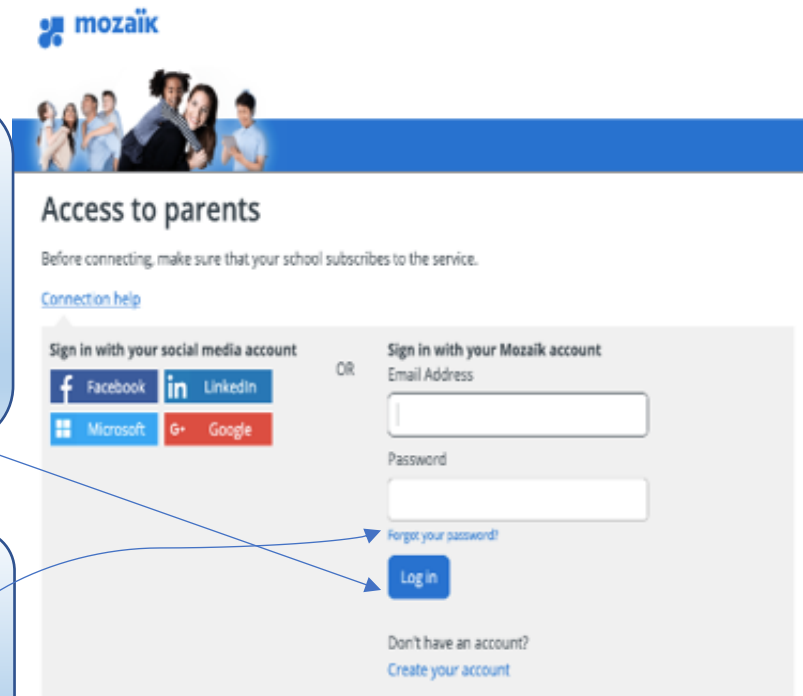 mozaïk
Access to parents
Before connecting, make sure that your school subscribes to the service.
Connection help
Sign in with your social media account
Facebook
in LinkedIn
Microsoft
G+ Google
OR
Sign in with your Mozaïk account
Email Address
Password
Forgot your password?
Log in
Don't have an account?
Create your account